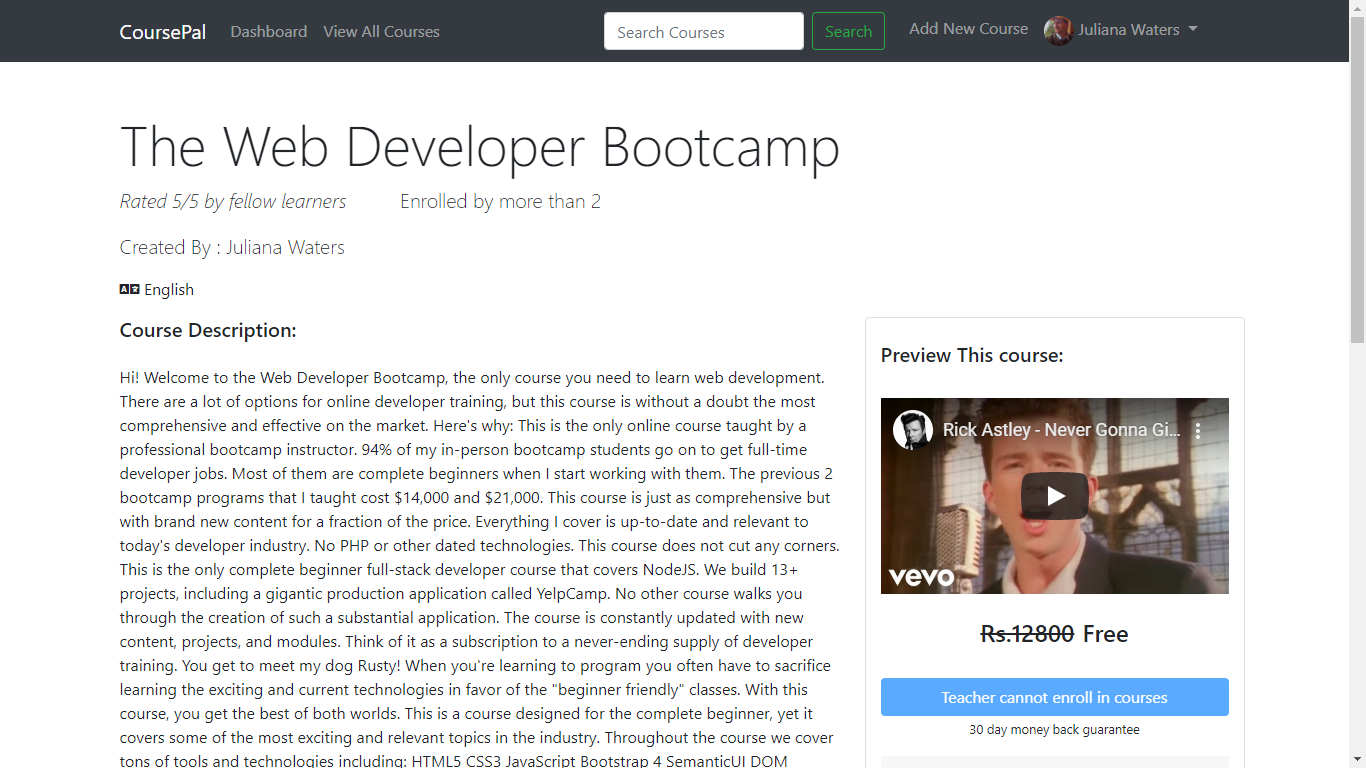 CoursePal Dashboard View All Courses Search Courses Search Add New Course Juliana Waters
The Web Developer Bootcamp
Rated 5/5 by fellow learners Enrolled by more than 2
Created By : Juliana Waters
English
Course Description:
Hi! Welcome to the Web Developer Bootcamp, the only course you need to learn web development.
There are a lot of options for online developer training, but this course is without a doubt the most
comprehensive and effective on the market. Here's why: This is the only online course taught by a
professional bootcamp instructor. 94% of my in-person bootcamp students go on to get full-time
developer jobs. Most of them are complete beginners when I start working with them. The previous 2
bootcamp programs that I taught cost $14,000 and $21,000. This course is just as comprehensive but
with brand new content for a fraction of the price. Everything I cover is up-to-date and relevant to
today's developer industry. No PHP or other dated technologies. This course does not cut any corners.
This is the only complete beginner full-stack developer course that covers NodeJS. We build 13+
projects, including a gigantic production application called YelpCamp. No other course walks you
through the creation of such a substantial application. The course is constantly updated with new
content, projects, and modules. Think of it as a subscription to a never-ending supply of developer
training. You get to meet my dog Rusty! When you're learning to program you often have to sacrifice
learning the exciting and current technologies in favor of the "beginner friendly" classes. With this
course, you get the best of both worlds. This is a course designed for the complete beginner, yet it
covers some of the most exciting and relevant topics in the industry. Throughout the course we cover
tons of tools and technologies including: HTML5 CSS3 JavaScript Bootstrap 4 SemanticUI DOM
Preview This course:
Rick Astley - Never Gonna Gi...
vevo
Rs.12800 Free
Teacher cannot enroll in courses
30 day money back guarantee